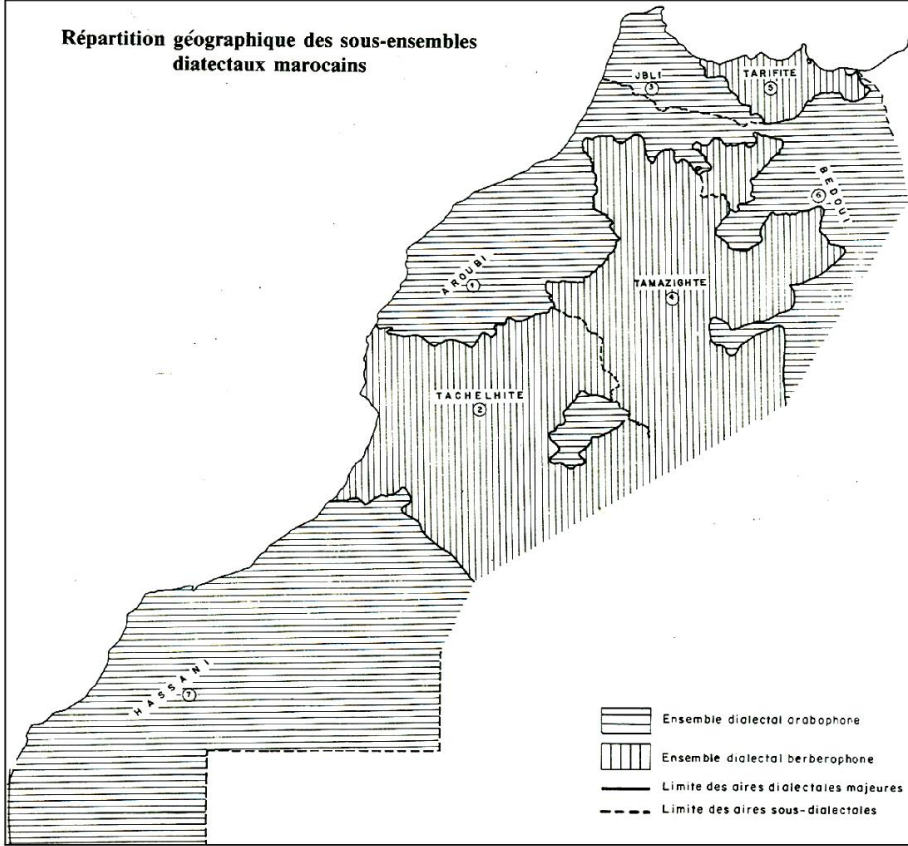 Répartition géographique des sous-ensembles
diatectaux marocains
JBLI
3
TARIFITE
5
BEDOUI
6
AROUBI
1
TAMAZIGHTE
4
TACHELHITE
2
HASSANI
7
Ensemble dialectal arabophone
Ensemble dialectal berberophone
Limite des aires dialectales majeures
Limite des aires sous-dialectales